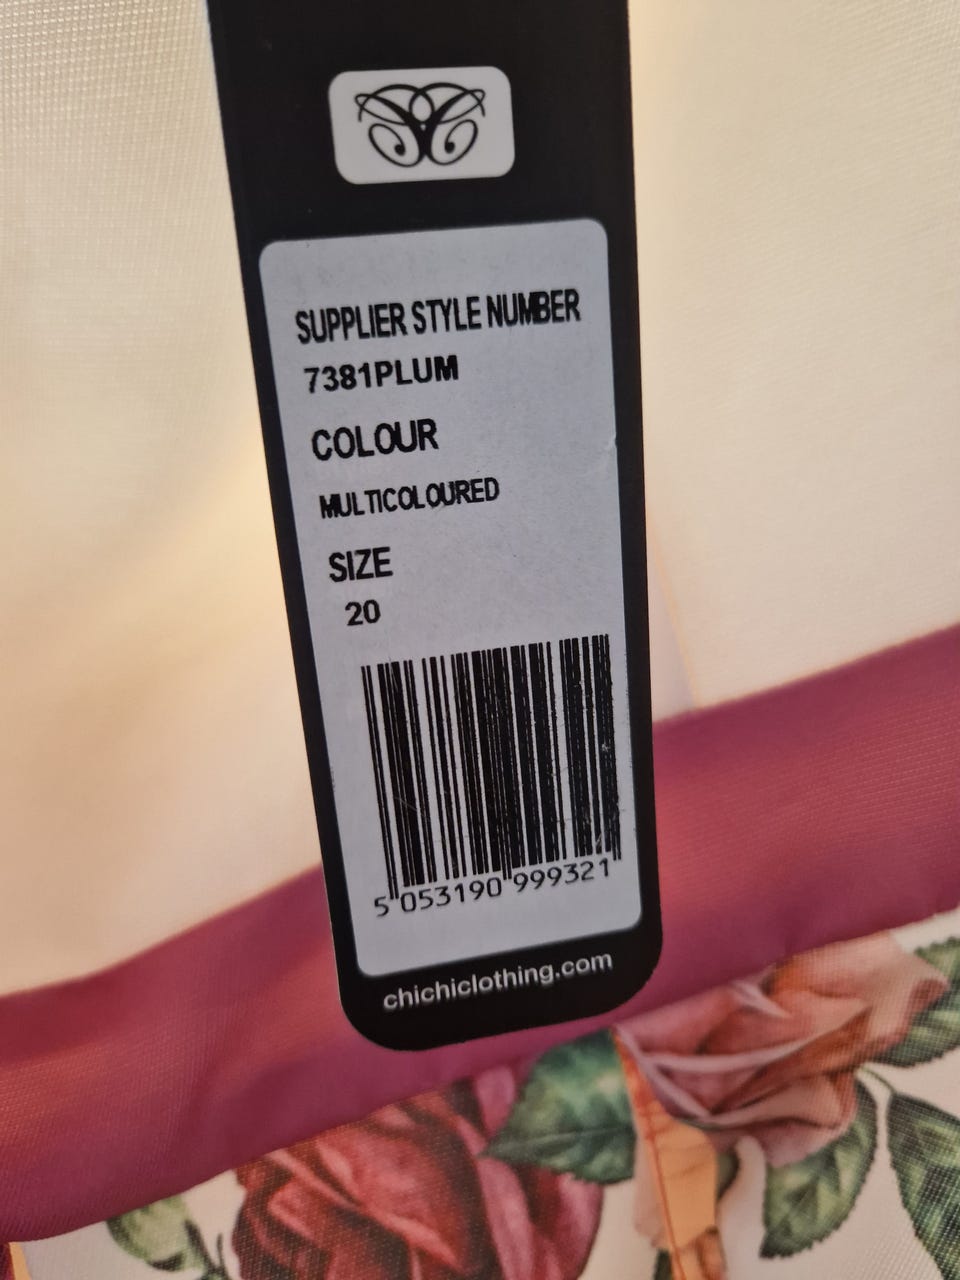 SUPPLIER STYLE NUMBER
7381PLUM
COLOUR
MULTICOLOURED
SIZE
20
5 053190 999321
chichiclothing.com